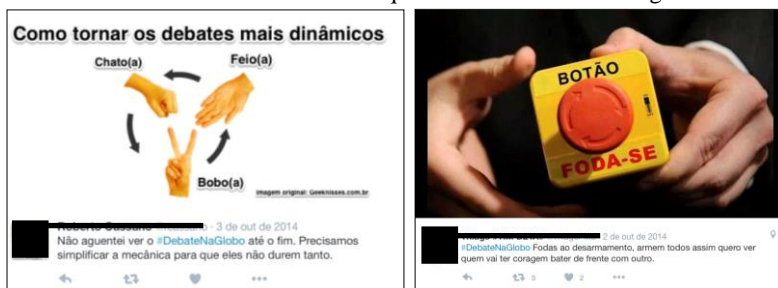 Como tornar os debates mais dinâmicos
Chato(a)
Feio(a)
Bobo(a)
imagem original: Geeknisses.com.br
3 de out de 2014
Não aguentei ver o #DebateNaGlobo até o fim. Precisamos
simplificar a mecânica para que eles não durem tanto.
BOTÃO
FODA-SE
2 de out de 2014
#DebateNaGlobo Fodas ao desarmamento, armem todos assim quero ver
quem vai ter coragem bater de frente com outro.
5
2